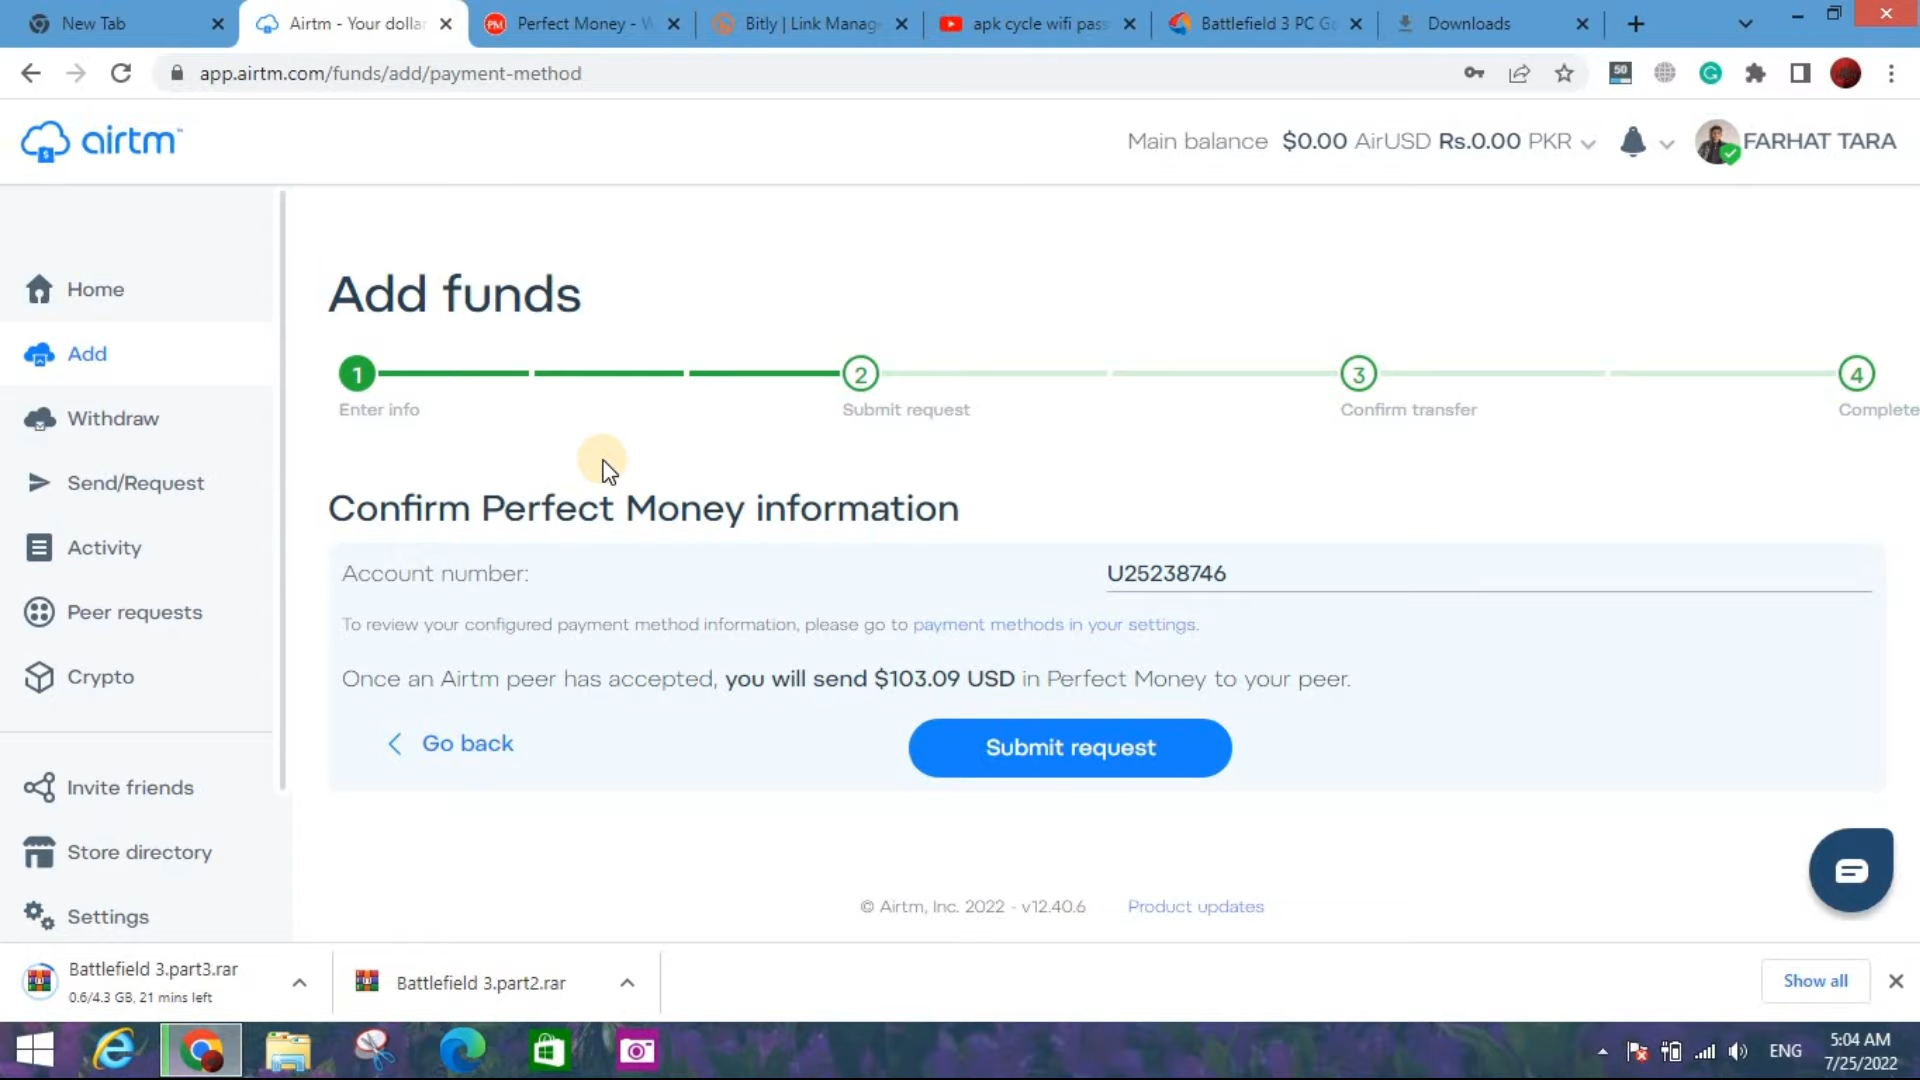 New Tab
Airtm - Your dollar
PM
Perfect Money - W
Bitly | Link Manage
apk cycle wifi pass
Battlefield 3 PC Ga
Downloads
app.airtm.com/funds/add/payment-method
50
airtm
Main balance $0.00 AirUSD Rs.0.00 PKR
FARHAT TARA
Home
Add
Withdraw
Send/Request
Activity
Peer requests
Crypto
Invite friends
Store directory
Settings
Add funds
1 2 3 4
Enter info Submit request Confirm transfer Complete
Confirm Perfect Money information
Account number: U25238746
To review your configured payment method information, please go to payment methods in your settings.
Once an Airtm peer has accepted, you will send $103.09 USD in Perfect Money to your peer.
Go back
Submit request
© Airtm, Inc. 2022 - v12.40.6 Product updates
Battlefield 3.part3.rar
0.6/4.3 GB, 21 mins left
Battlefield 3.part2.rar
Show all
ENG
5:04 AM
7/25/2022